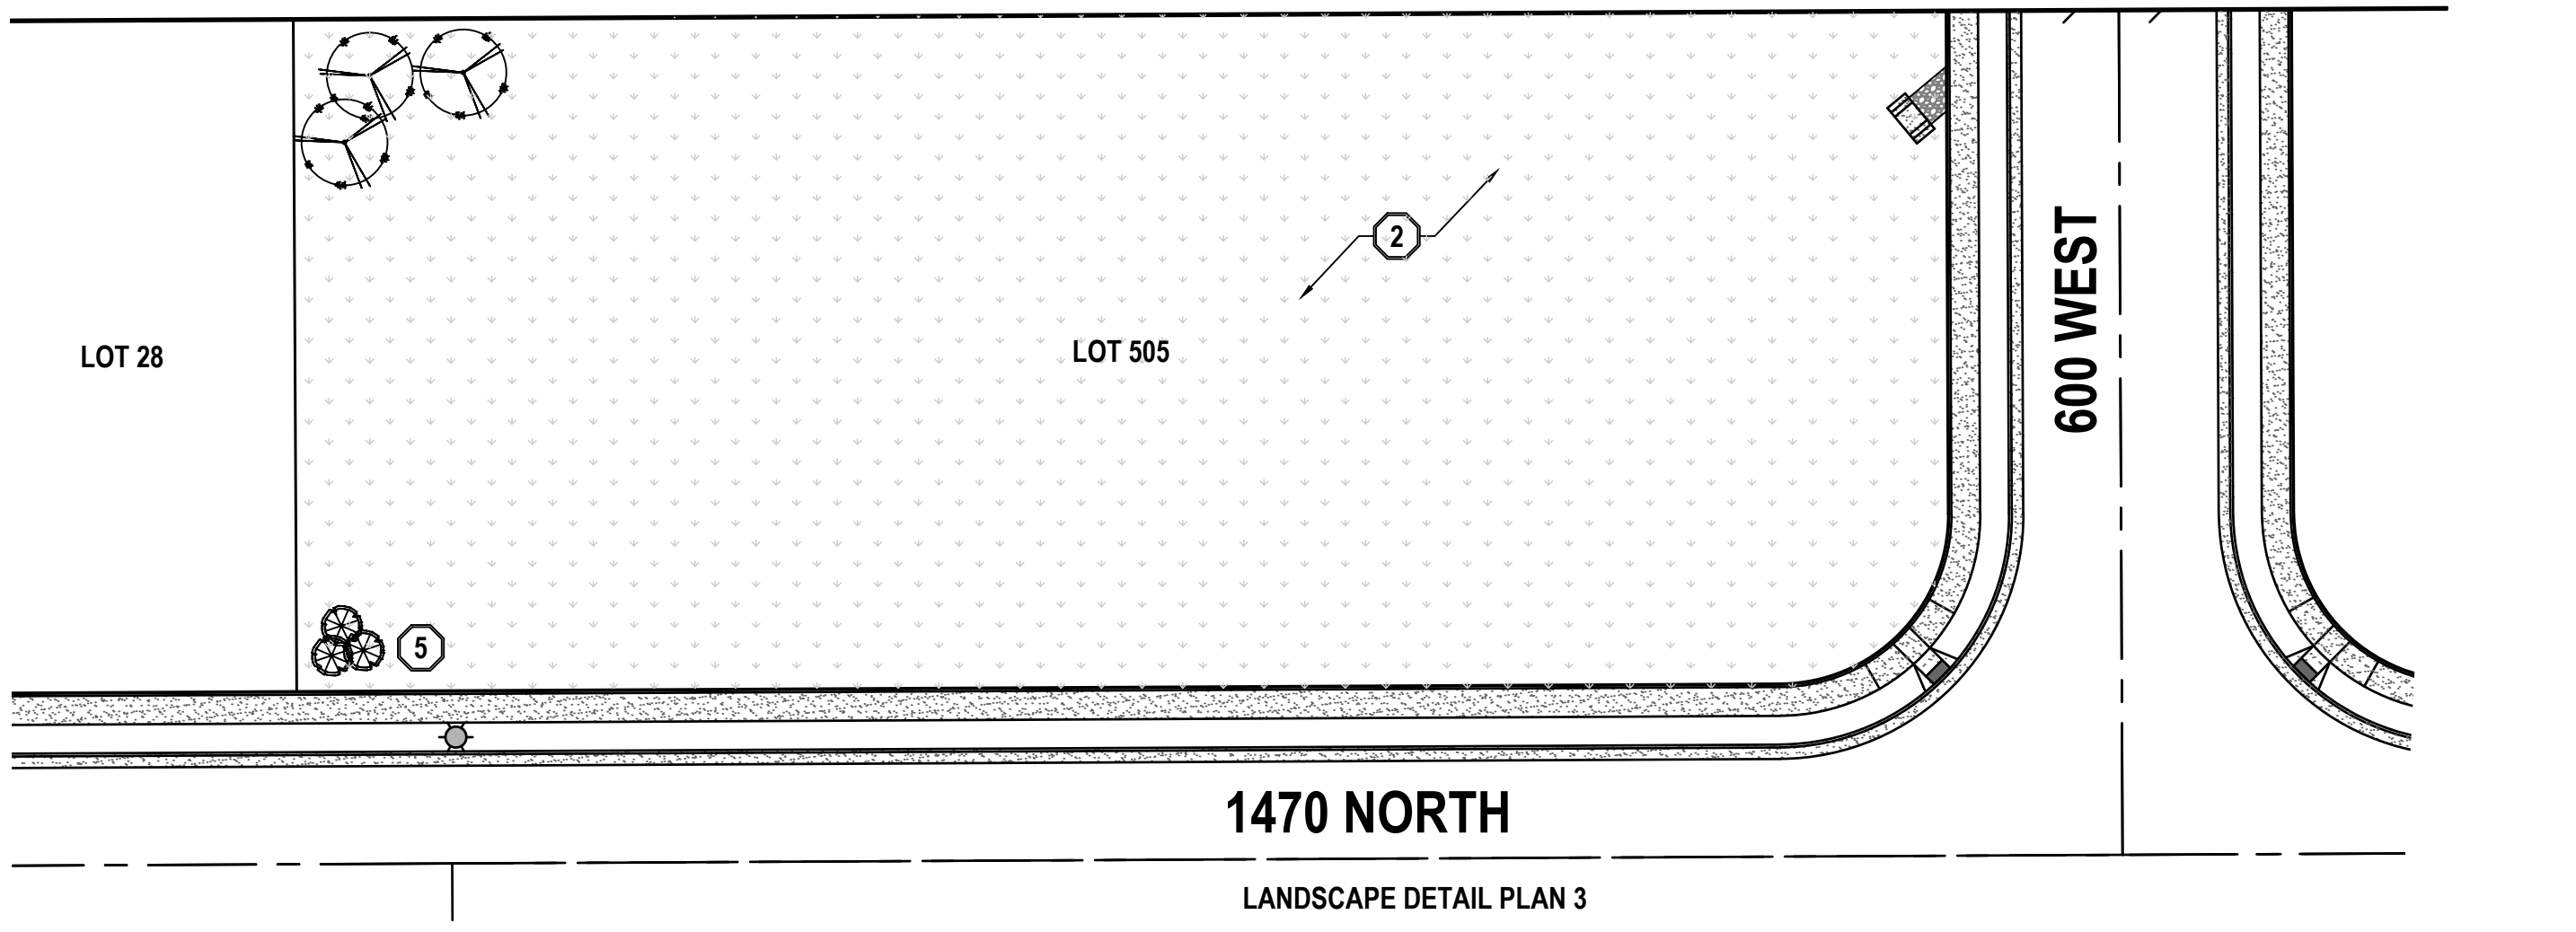 2
600 WEST
LOT 28
LOT 505
5
1470 NORTH
LANDSCAPE DETAIL PLAN 3